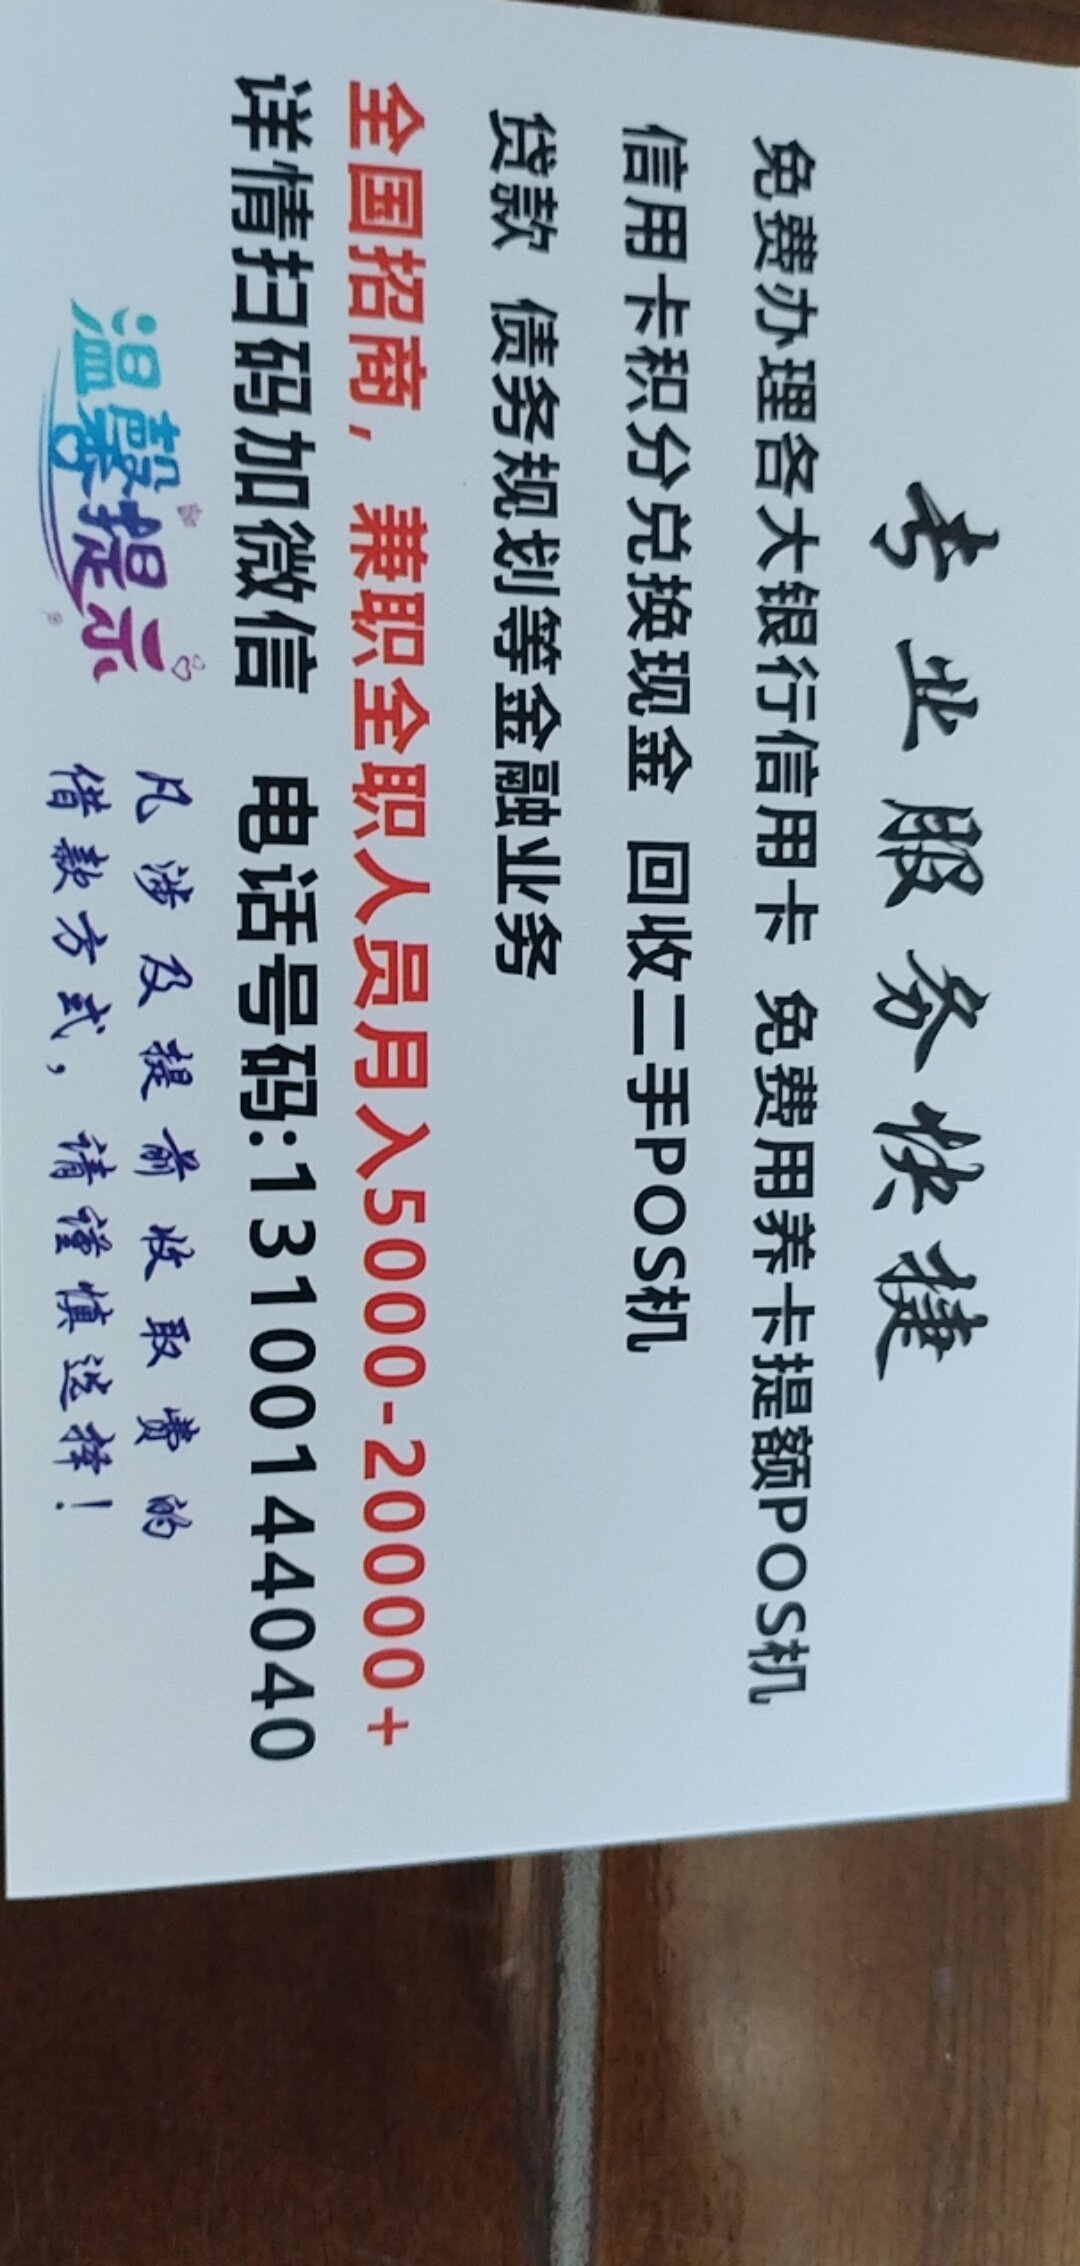 专业服务快捷
免费办理各大银行信用卡 免费用养卡提额POS机
信用卡积分兑换现金 回收二手POS机
贷款 债务规划等金融业务
全国招商，兼职全职人员月入5000-20000+
详情扫码加微信 电话号码:13100144040
温馨提示
凡涉及提前收取费的
借款方式，请谨慎选择！